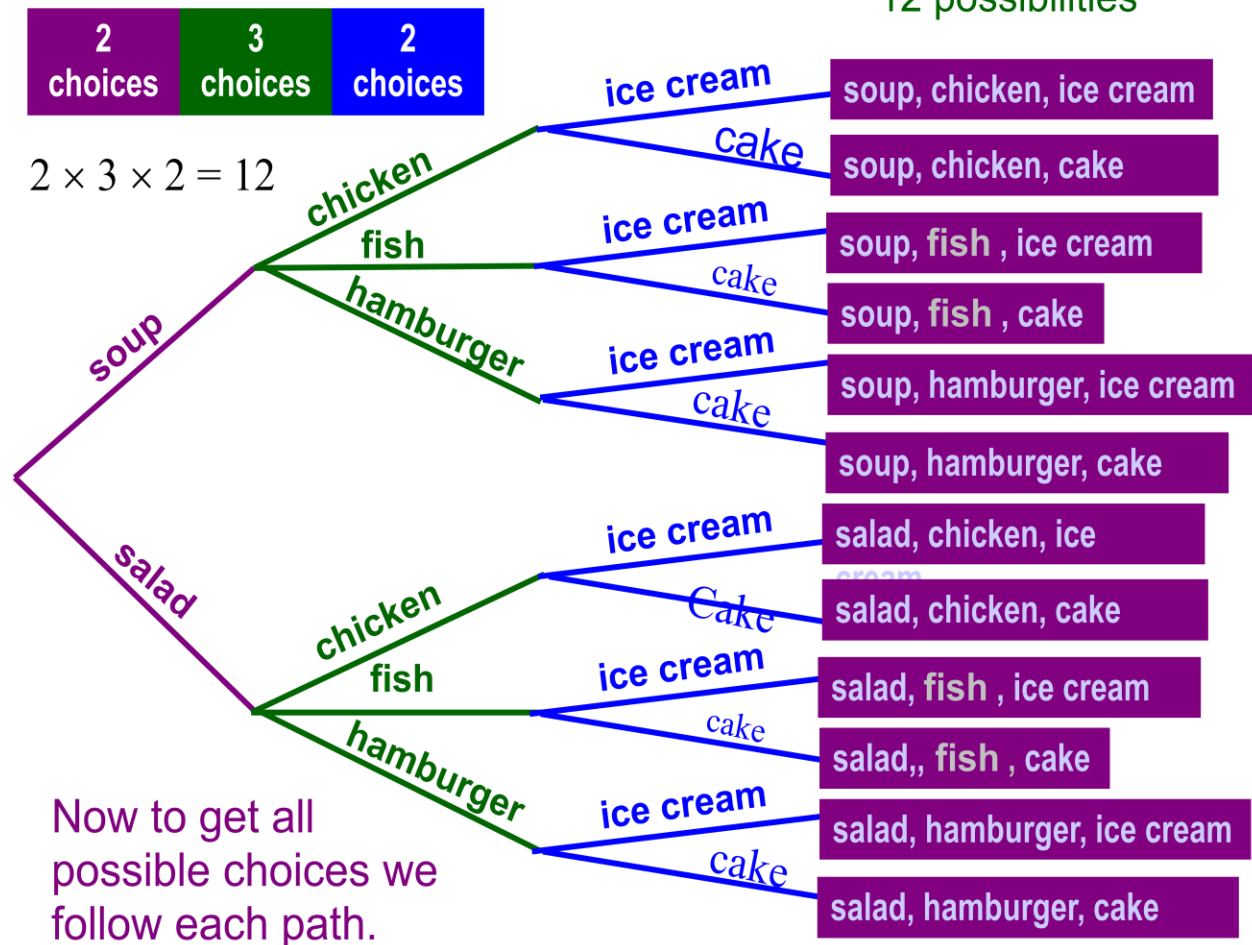 12 possibilities
2 choices
3 choices
2 choices
2 × 3 × 2 = 12
soup
salad
chicken
fish
hamburger
chicken
fish
hamburger
ice cream
cake
ice cream
cake
ice cream
cake
ice cream
Cake
ice cream
cake
ice cream
cake
soup, chicken, ice cream
soup, chicken, cake
soup, fish , ice cream
soup, fish , cake
soup, hamburger, ice cream
soup, hamburger, cake
salad, chicken, ice
cream
salad, chicken, cake
salad, fish , ice cream
salad,, fish , cake
salad, hamburger, ice cream
salad, hamburger, cake
Now to get all
possible choices we
follow each path.